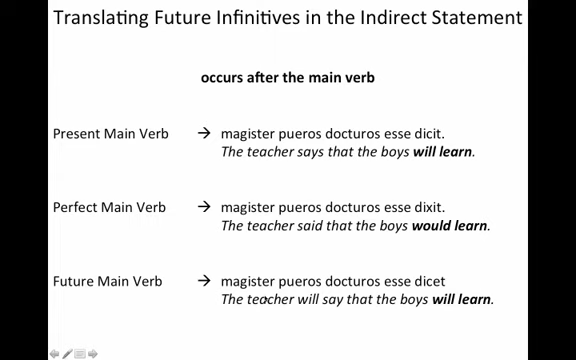 Translating Future Infinitives in the Indirect Statement
occurs after the main verb
Present Main Verb → magister pueros docturos esse dicit.
The teacher says that the boys will learn.
Perfect Main Verb → magister pueros docturos esse dixit.
The teacher said that the boys would learn.
Future Main Verb → magister pueros docturos esse dicet
The teacher will say that the boys will learn.